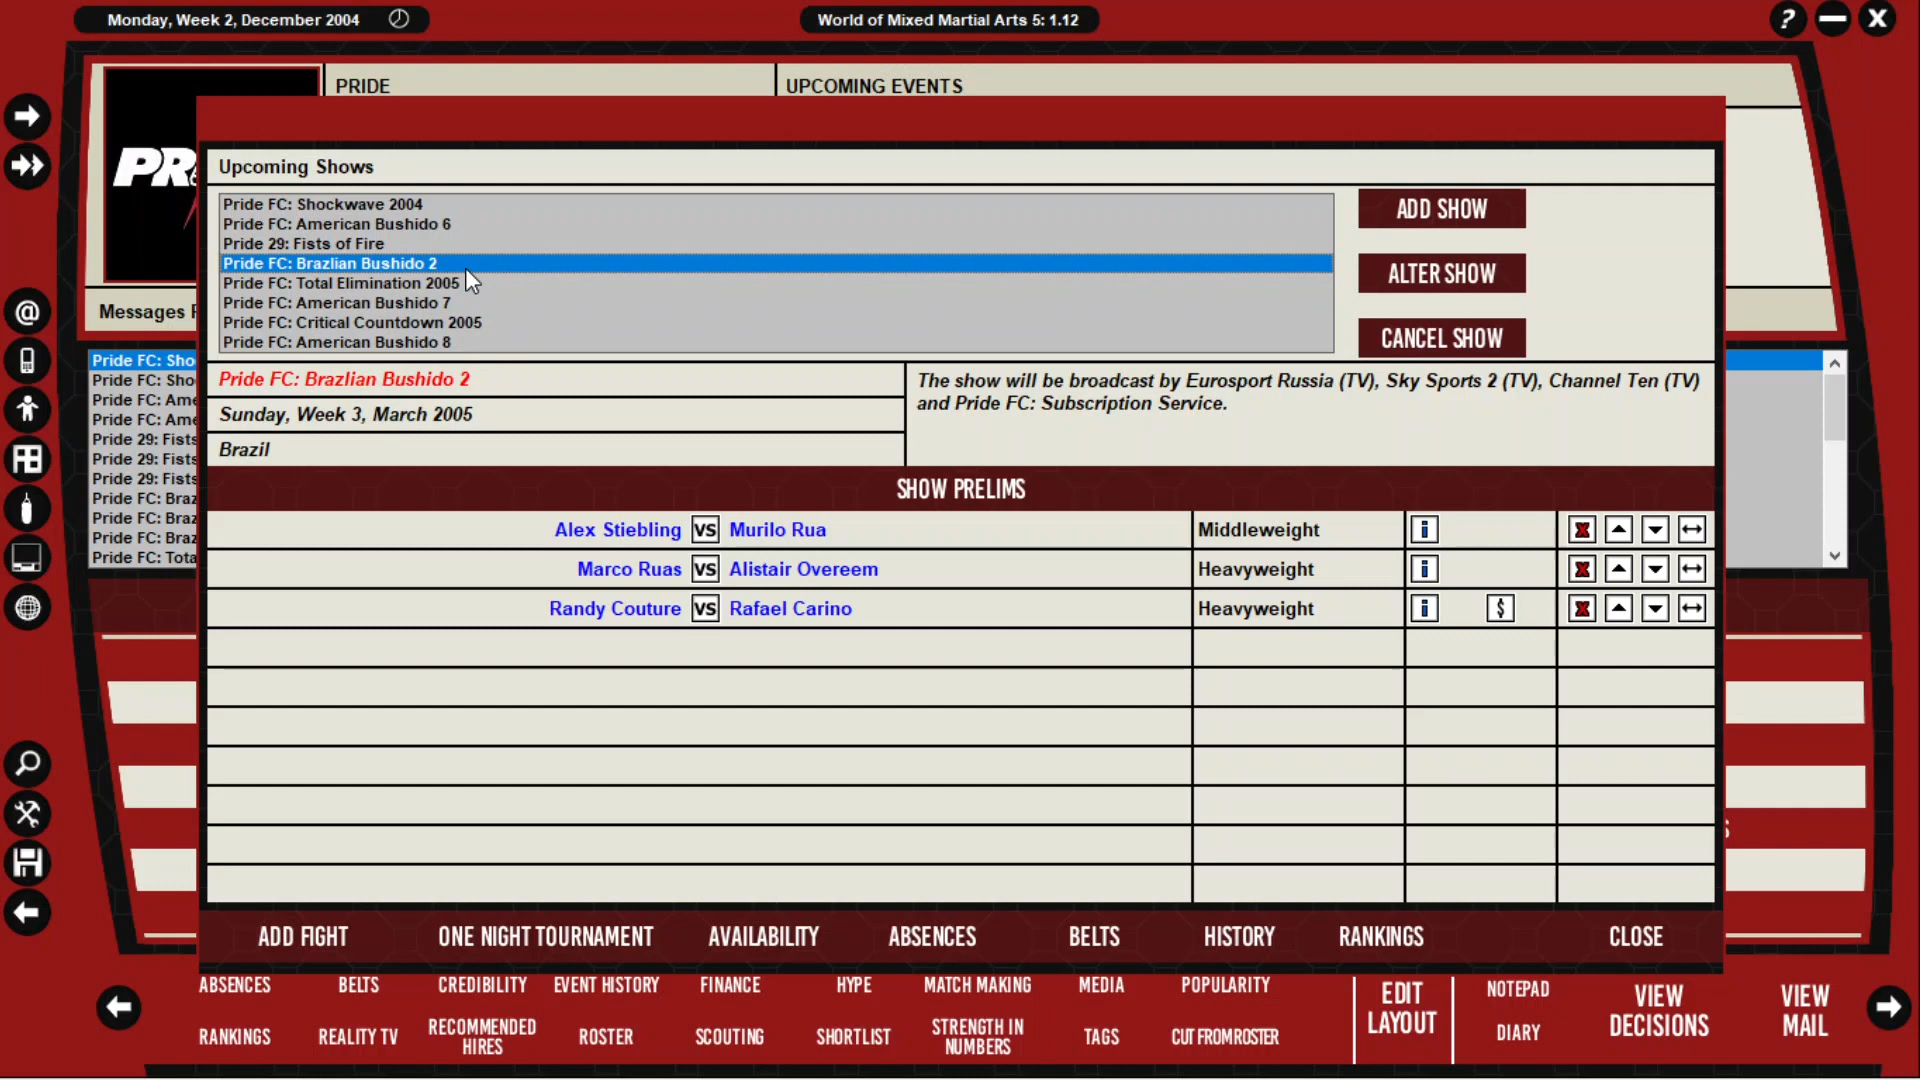 Monday, Week 2, December 2004
World of Mixed Martial Arts 5: 1.12
?
X
PRIDE
UPCOMING EVENTS
Upcoming Shows
Pride FC: Shockwave 2004
Pride FC: American Bushido 6
Pride 29: Fists of Fire
Pride FC: Brazlian Bushido 2
Pride FC: Total Elimination 2005
Pride FC: American Bushido 7
Pride FC: Critical Countdown 2005
Pride FC: American Bushido 8
ADD SHOW
ALTER SHOW
CANCEL SHOW
Messages
Pride FC: Sho
Pride FC: Sho
Pride FC: Ame
Pride FC: Ame
Pride 29: Fists
Pride 29: Fists
Pride 29: Fists
Pride FC: Braz
Pride FC: Braz
Pride FC: Braz
Pride FC: Tota
Pride FC: Brazlian Bushido 2
Sunday, Week 3, March 2005
Brazil
The show will be broadcast by Eurosport Russia (TV), Sky Sports 2 (TV), Channel Ten (TV)
and Pride FC: Subscription Service.
SHOW PRELIMS
Alex Stiebling VS Murilo Rua Middleweight i X
Marco Ruas VS Alistair Overeem Heavyweight i X
Randy Couture VS Rafael Carino Heavyweight i $ X
ADD FIGHT ONE NIGHT TOURNAMENT AVAILABILITY ABSENCES BELTS HISTORY RANKINGS CLOSE
ABSENCES BELTS CREDIBILITY EVENT HISTORY FINANCE HYPE MATCH MAKING MEDIA POPULARITY
RANKINGS REALITY TV RECOMMENDED HIRES ROSTER SCOUTING SHORTLIST STRENGTH IN NUMBERS TAGS CUT FROM ROSTER
EDIT LAYOUT
NOTEPAD
DIARY
VIEW DECISIONS
VIEW MAIL